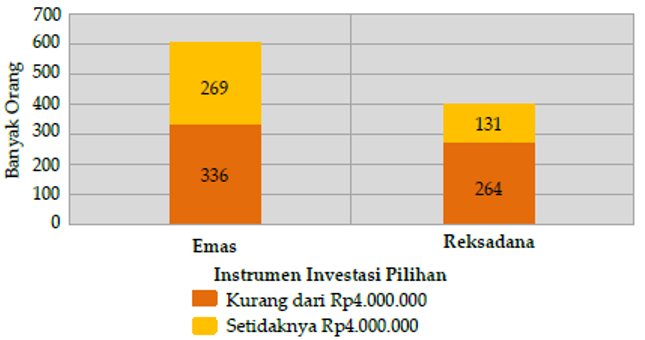 Banyak Orang
700
600
500
400
300
200
100
0
269
336
131
264
Emas
Reksadana
Instrumen Investasi Pilihan
Kurang dari Rp4.000.000
Setidaknya Rp4.000.000